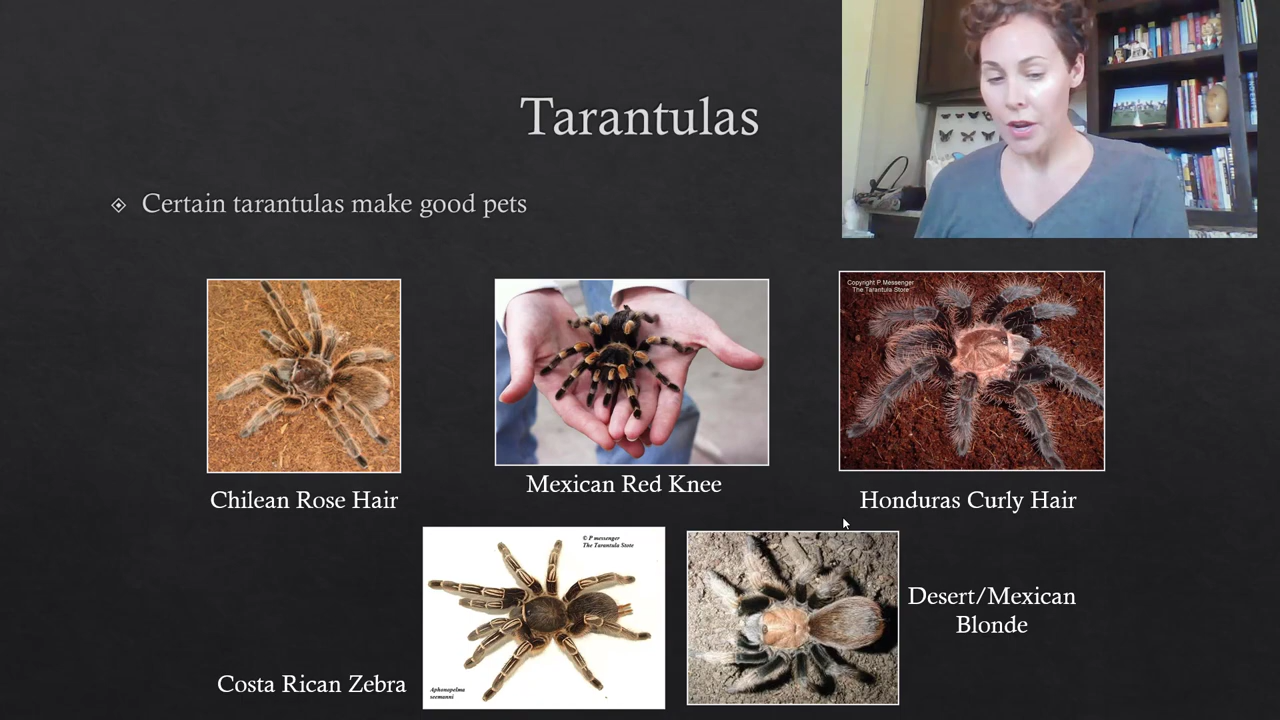 Tarantulas
Certain tarantulas make good pets
Copyright P Messenger
The Tarantula Store
Chilean Rose Hair
Mexican Red Knee
Honduras Curly Hair
© P messenger
The Tarantula Store
Aphonopelma
seemanni
Costa Rican Zebra
Desert/Mexican
Blonde